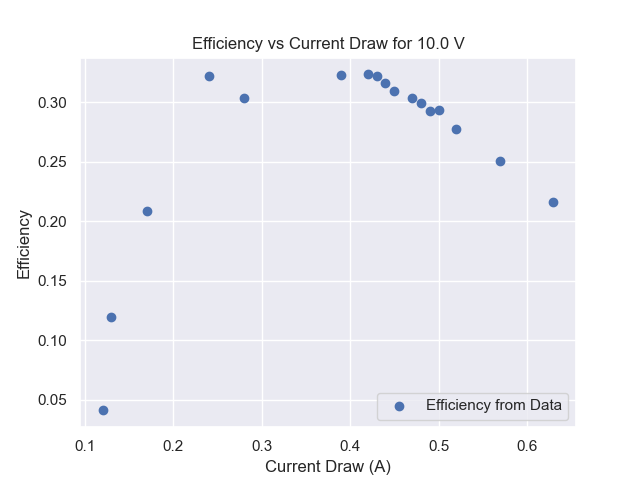 Efficiency vs Current Draw for 10.0 V
0.30
0.25
0.20
0.15
0.10
0.05
Efficiency
0.1 0.2 0.3 0.4 0.5 0.6
Current Draw (A)
Efficiency from Data